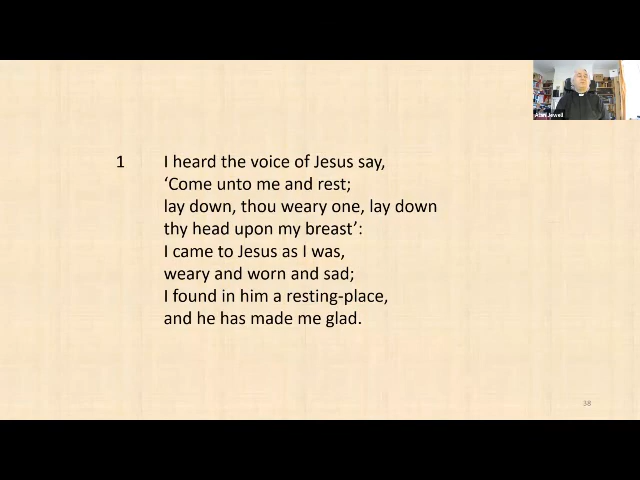 Alan Jewell
1 I heard the voice of Jesus say,
‘Come unto me and rest;
lay down, thou weary one, lay down
thy head upon my breast’:
I came to Jesus as I was,
weary and worn and sad;
I found in him a resting-place,
and he has made me glad.
38